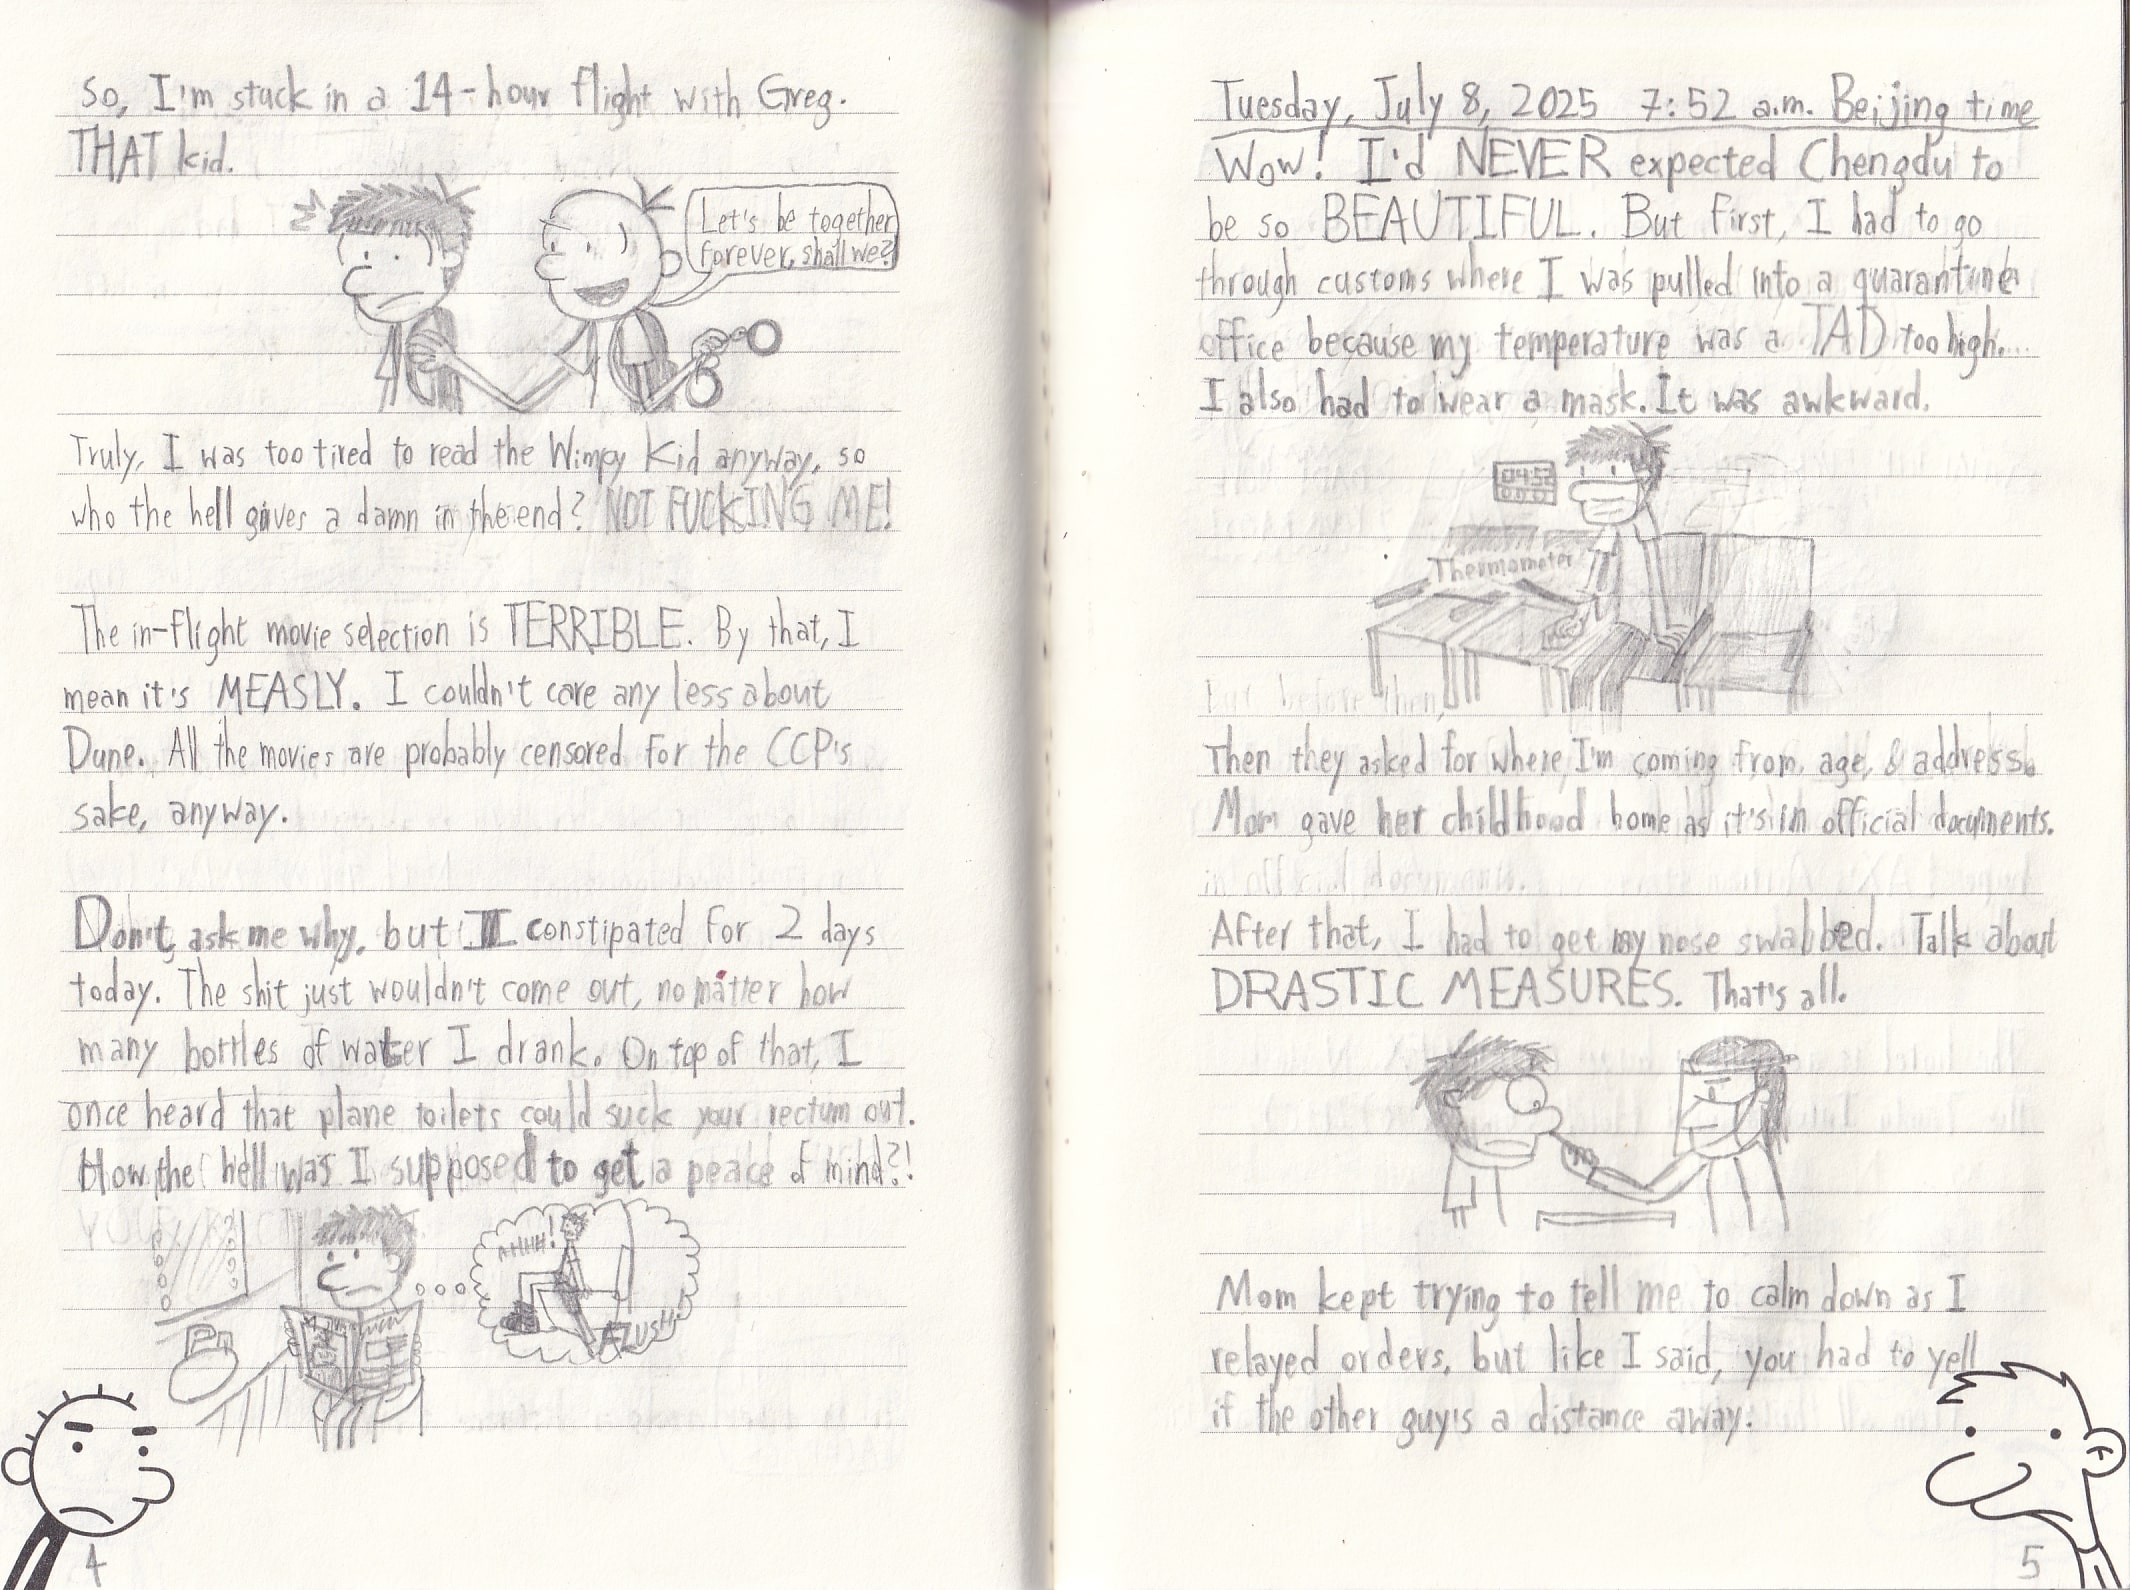 So, I'm stuck in a 14-hour flight with Greg.
THAT kid.
Let's be together
forever, shall we?
Truly, I was too tired to read the Wimpy Kid anyway, so
who the hell gives a damn in the end? NOT FUCKING ME!
The in-flight movie selection is TERRIBLE. By that, I
mean it's MEASLY. I couldn't care any less about
Dune. All the movies are probably censored for the CCP's
sake, anyway.
Don't ask me why, but I constipated for 2 days
today. The shit just wouldn't come out, no matter how
many bottles of water I drank. On top of that, I
once heard that plane toilets could suck your rectum out.
How the hell was I supposed to get a peace of mind?!
AHHH!
FLUSH
4
Tuesday, July 8, 2025 7:52 a.m. Beijing time
Wow! I'd NEVER expected Chengdu to
be so BEAUTIFUL. But first, I had to go
through customs where I was pulled into a quarantine
office because my temperature was a TAD too high...
I also had to wear a mask. It was awkward.
04:52
Thermometer
but before then,
Then they asked for where I'm coming from, age, & address.
Mom gave her childhood home as it's in official documents.
After that, I had to get my nose swabbed. Talk about
DRASTIC MEASURES. That's all.
Mom kept trying to tell me to calm down as I
relayed orders, but like I said, you had to yell
if the other guy's a distance away.
5